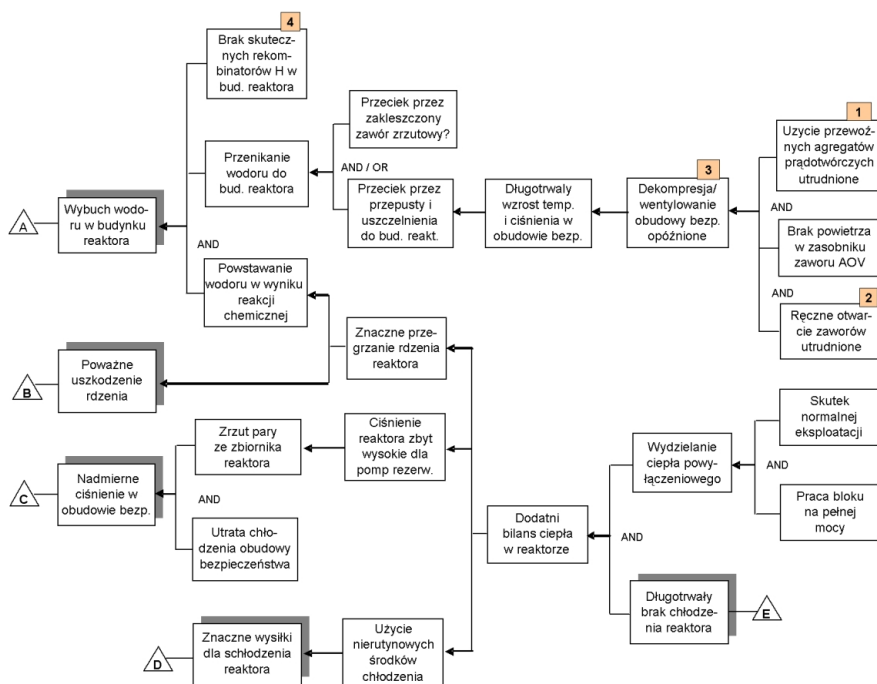 4
Brak skutecz-
nych rekom-
binatorów H w
bud. reaktora
Przeciek przez
zakleszczony
zawór zrzutowy?
1
Uzycie przewoź-
nych agregatów
prądotwórczych
utrudnione
Przenikanie
wodoru do
bud. reaktora
AND / OR
3
A
Wybuch wodo-
ru w budynku
reaktora
Przeciek przez
przepusty i
uszczelnienia
do bud. reakt.
Długotrwaly
wzrost temp.
i ciśnienia w
obudowie bezp.
Dekompresja/
wentylowanie
obudowy bezp.
opóźnione
AND
Brak powietrza
w zasobniku
zaworu AOV
AND
Powstawanie
wodoru w wyniku
reakcji
chemicznej
AND
2
Ręczne otwar-
cie zaworów
utrudnione
Znaczne prze-
grzanie rdzenia
reaktora
B
Poważne
uszkodzenie
rdzenia
Skutek
normalnej
eksploatacji
Zrzut pary
ze zbiornika
reaktora
Ciśnienie
reaktora zbyt
wysokie dla
pomp rezerw.
Wydzielanie
ciepła powy-
łączeniowego
AND
C
Nadmierne
ciśnienie w
obudowie bezp.
AND
Praca bloku
na pełnej
mocy
Utrata chło-
dzenia obudowy
bezpieczeństwa
Dodatni
bilans ciepła
w reaktorze
AND
Długotrwały
brak chłodze-
nia reaktora
E
D
Znaczne wysiłki
dla schłodzenia
reaktora
Użycie
nierutynowych
środków
chłodzenia